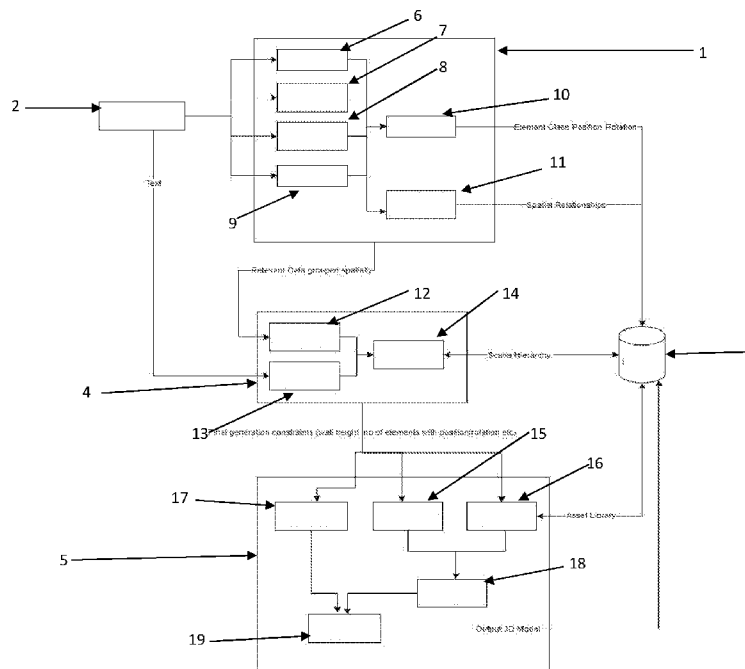 6
7
1
8
2
10
Element Class Position Rotation
Text
11
Spatial Relationships
9
Relevant Data grouped spatially
12
14
Scene Hierarchy
4
13
Final generation constraints (wall height, no of elements with position/rotation etc)
15
16
17
Asset Library
5
18
19
Output 3D Model